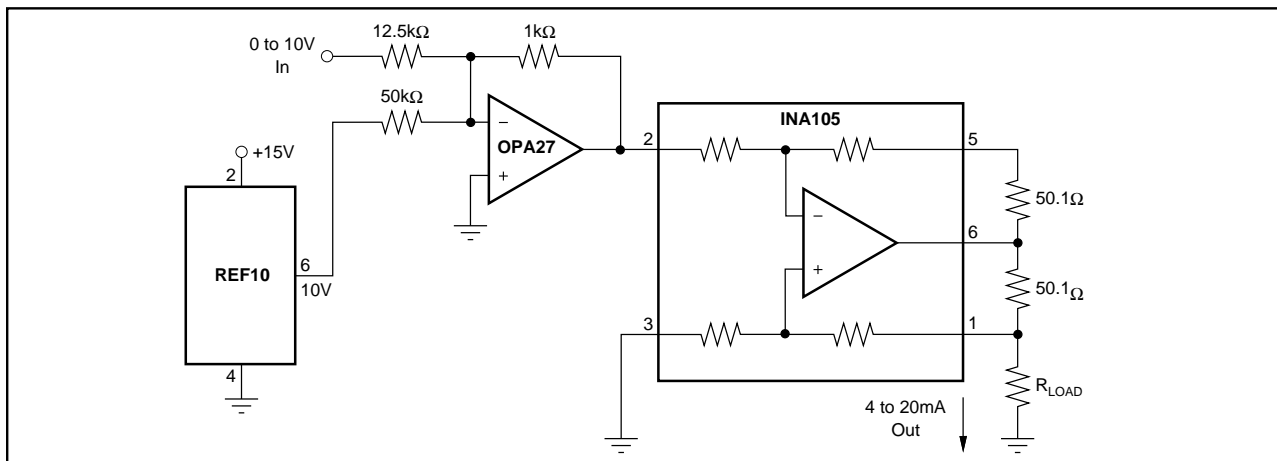 12.5kΩ
1kΩ
0 to 10V
In
50kΩ
–
OPA27
+
+15V
2
REF10
6
10V
4
INA105
2
5
50.1Ω
–
6
+
50.1Ω
3
1
RLOAD
4 to 20mA
Out